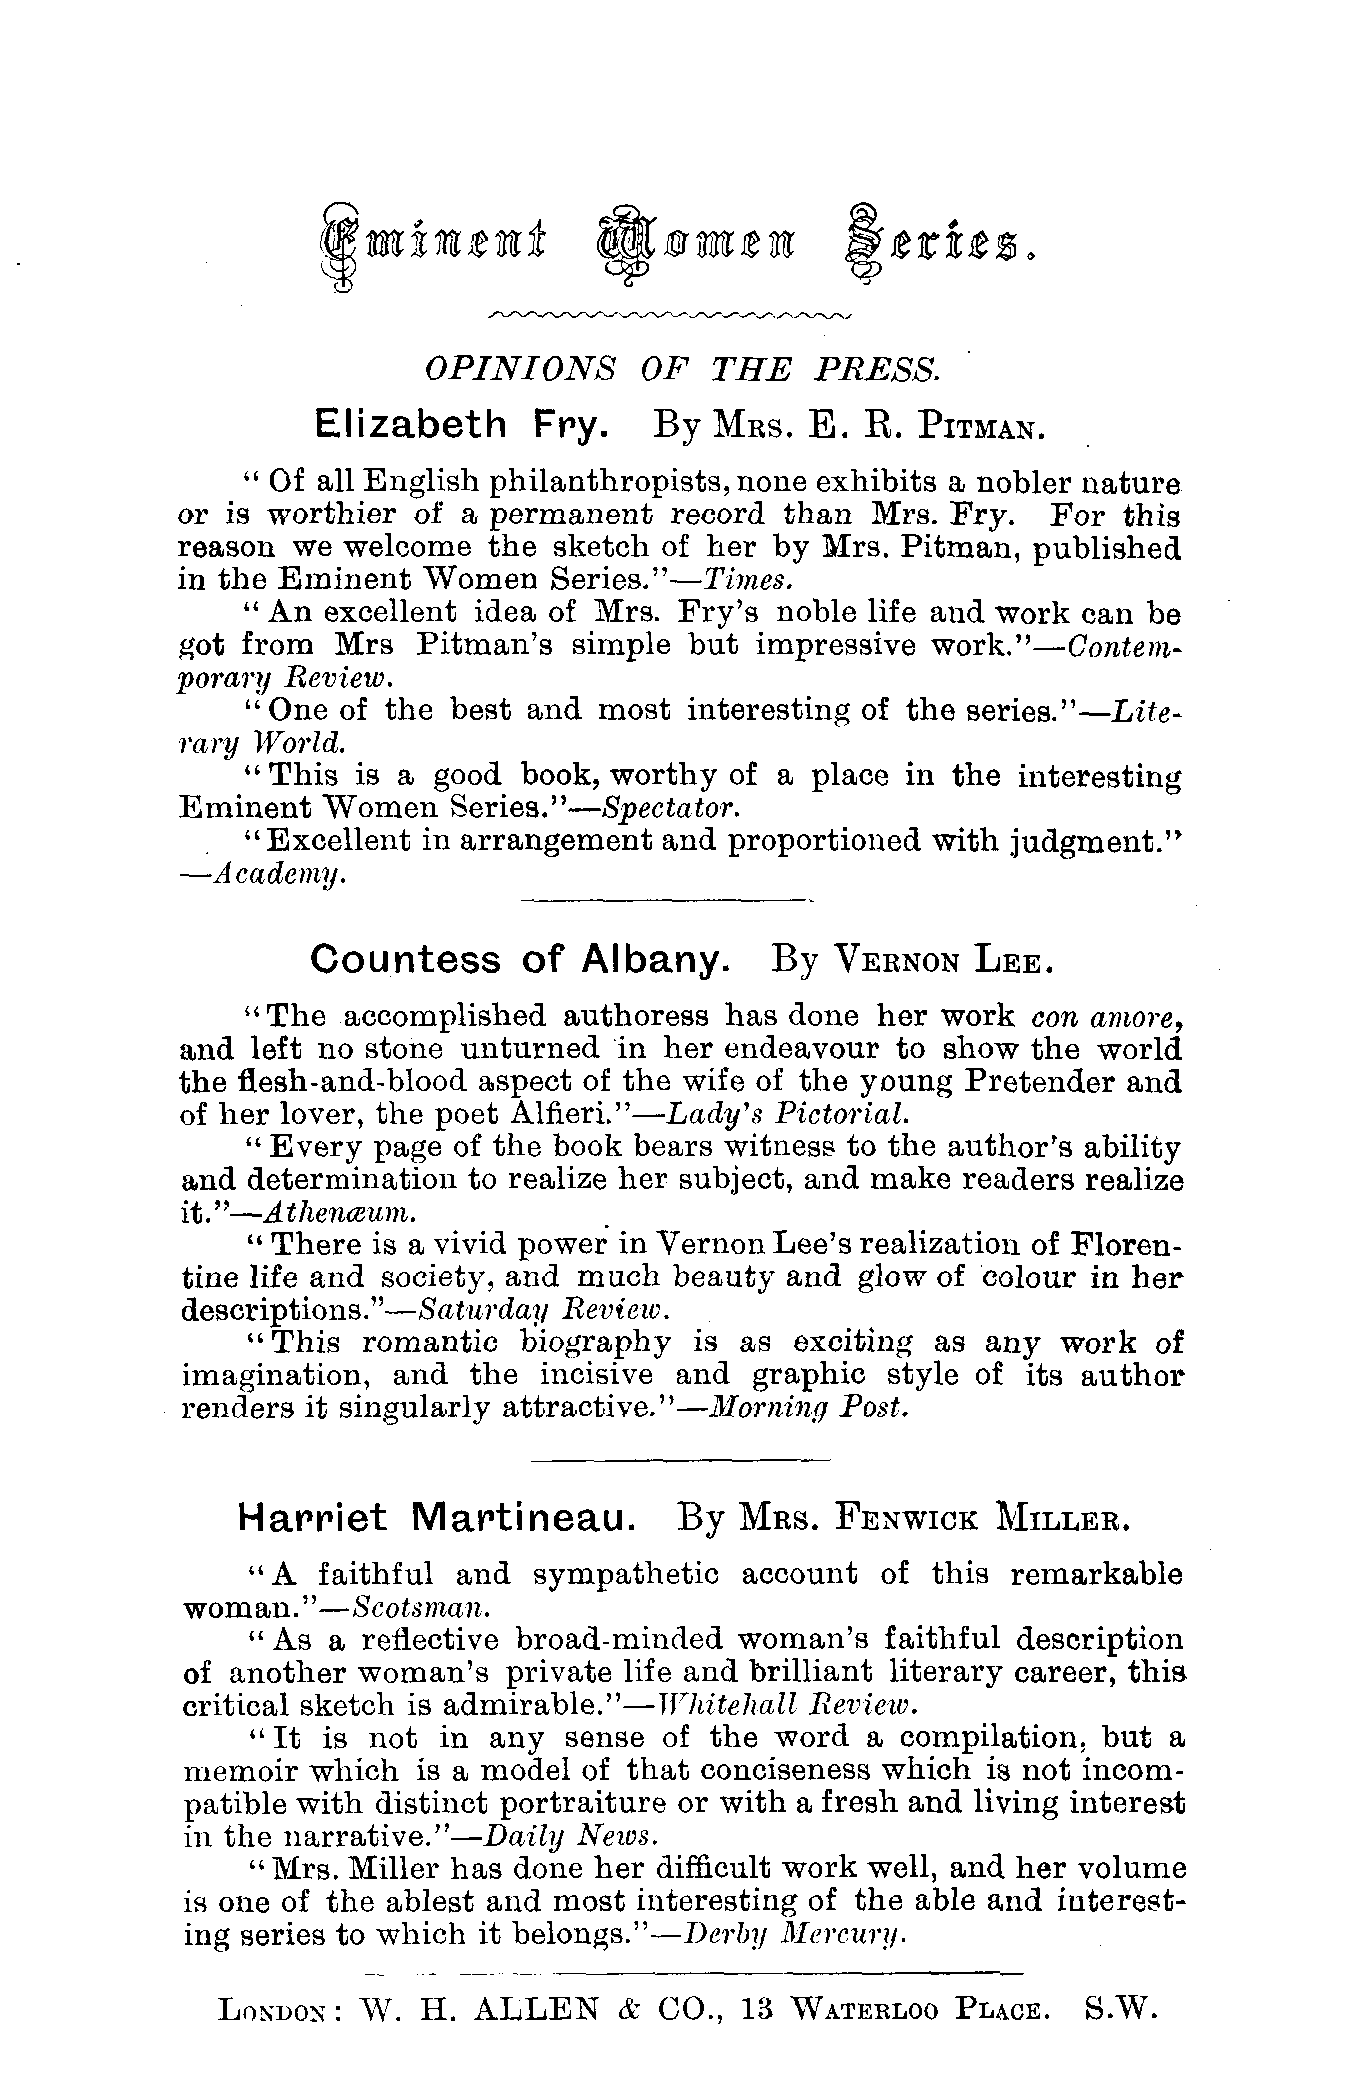 Eminent Women Series.
OPINIONS OF THE PRESS.
Elizabeth Fry. By MRS. E. R. PITMAN.
“Of all English philanthropists, none exhibits a nobler nature
or is worthier of a permanent record than Mrs. Fry. For this
reason we welcome the sketch of her by Mrs. Pitman, published
in the Eminent Women Series.”—Times.
“An excellent idea of Mrs. Fry’s noble life and work can be
got from Mrs Pitman’s simple but impressive work.”—Contem-
porary Review.
“One of the best and most interesting of the series.”—Lite-
rary World.
“This is a good book, worthy of a place in the interesting
Eminent Women Series.”—Spectator.
“Excellent in arrangement and proportioned with judgment.”
—Academy.
Countess of Albany. By VERNON LEE.
“The accomplished authoress has done her work con amore,
and left no stone unturned in her endeavour to show the world
the flesh-and-blood aspect of the wife of the young Pretender and
of her lover, the poet Alfieri.”—Lady’s Pictorial.
“Every page of the book bears witness to the author’s ability
and determination to realize her subject, and make readers realize
it.”—Athenæum.
“There is a vivid power in Vernon Lee’s realization of Floren-
tine life and society, and much beauty and glow of colour in her
descriptions.”—Saturday Review.
“This romantic biography is as exciting as any work of
imagination, and the incisive and graphic style of its author
renders it singularly attractive.”—Morning Post.
Harriet Martineau. By MRS. FENWICK MILLER.
“A faithful and sympathetic account of this remarkable
woman.”—Scotsman.
“As a reflective broad-minded woman’s faithful description
of another woman’s private life and brilliant literary career, this
critical sketch is admirable.”—Whitehall Review.
“It is not in any sense of the word a compilation, but a
memoir which is a model of that conciseness which is not incom-
patible with distinct portraiture or with a fresh and living interest
in the narrative.”—Daily News.
“Mrs. Miller has done her difficult work well, and her volume
is one of the ablest and most interesting of the able and interest-
ing series to which it belongs.”—Derby Mercury.
LONDON: W. H. ALLEN & CO., 13 WATERLOO PLACE. S.W.